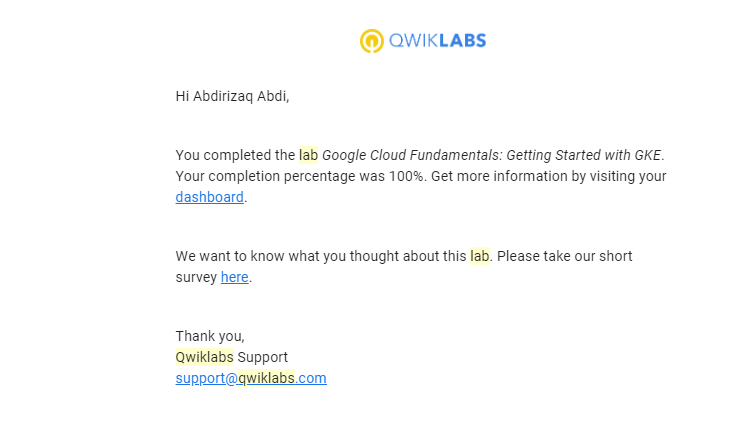 QWIKLABS
Hi Abdirizaq Abdi,
You completed the lab Google Cloud Fundamentals: Getting Started with GKE.
Your completion percentage was 100%. Get more information by visiting your
dashboard.
We want to know what you thought about this lab. Please take our short
survey here.
Thank you,
Qwiklabs Support
support@qwiklabs.com